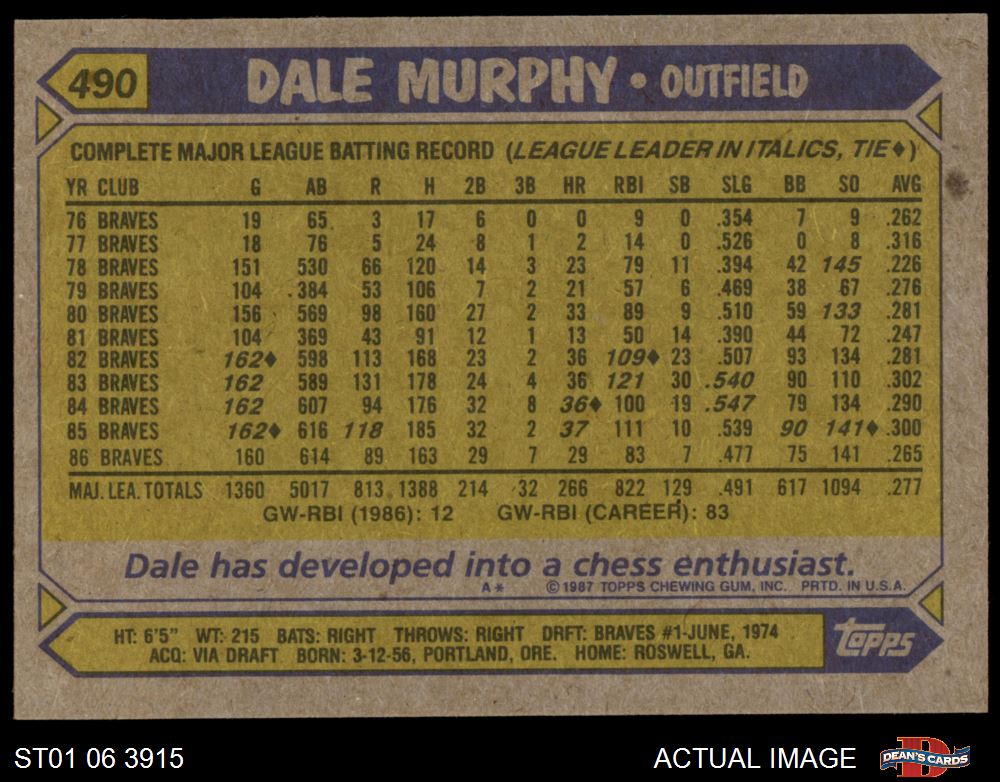 490 DALE MURPHY • OUTFIELD
COMPLETE MAJOR LEAGUE BATTING RECORD (LEAGUE LEADER IN ITALICS, TIE♦)
YR CLUB G AB R H 2B 3B HR RBI SB SLG BB SO AVG
76 BRAVES 19 65 3 17 6 0 0 9 0 .354 7 9 .262
77 BRAVES 18 76 5 24 8 1 2 14 0 .526 0 8 .316
78 BRAVES 151 530 66 120 14 3 23 79 11 .394 42 145 .226
79 BRAVES 104 384 53 106 7 2 21 57 6 .469 38 67 .276
80 BRAVES 156 569 98 160 27 2 33 89 9 .510 59 133 .281
81 BRAVES 104 369 43 91 12 1 13 50 14 .390 44 72 .247
82 BRAVES 162♦ 598 113 168 23 2 36 109♦ 23 .507 93 134 .281
83 BRAVES 162 589 131 178 24 4 36 121 30 .540 90 110 .302
84 BRAVES 162 607 94 176 32 8 36♦ 100 19 .547 79 134 .290
85 BRAVES 162♦ 616 118 185 32 2 37 111 10 .539 90 141♦ .300
86 BRAVES 160 614 89 163 29 7 29 83 7 .477 75 141 .265
MAJ. LEA. TOTALS 1360 5017 813 1388 214 32 266 822 129 .491 617 1094 .277
GW-RBI (1986): 12 GW-RBI (CAREER): 83
Dale has developed into a chess enthusiast.
A* ©1987 TOPPS CHEWING GUM, INC. PRTD. IN U.S.A.
HT: 6'5" WT: 215 BATS: RIGHT THROWS: RIGHT DRFT: BRAVES #1-JUNE, 1974
ACQ: VIA DRAFT BORN: 3-12-56, PORTLAND, ORE. HOME: ROSWELL, GA.
TOPPS
ST01 06 3915 ACTUAL IMAGE DEAN'S CARDS